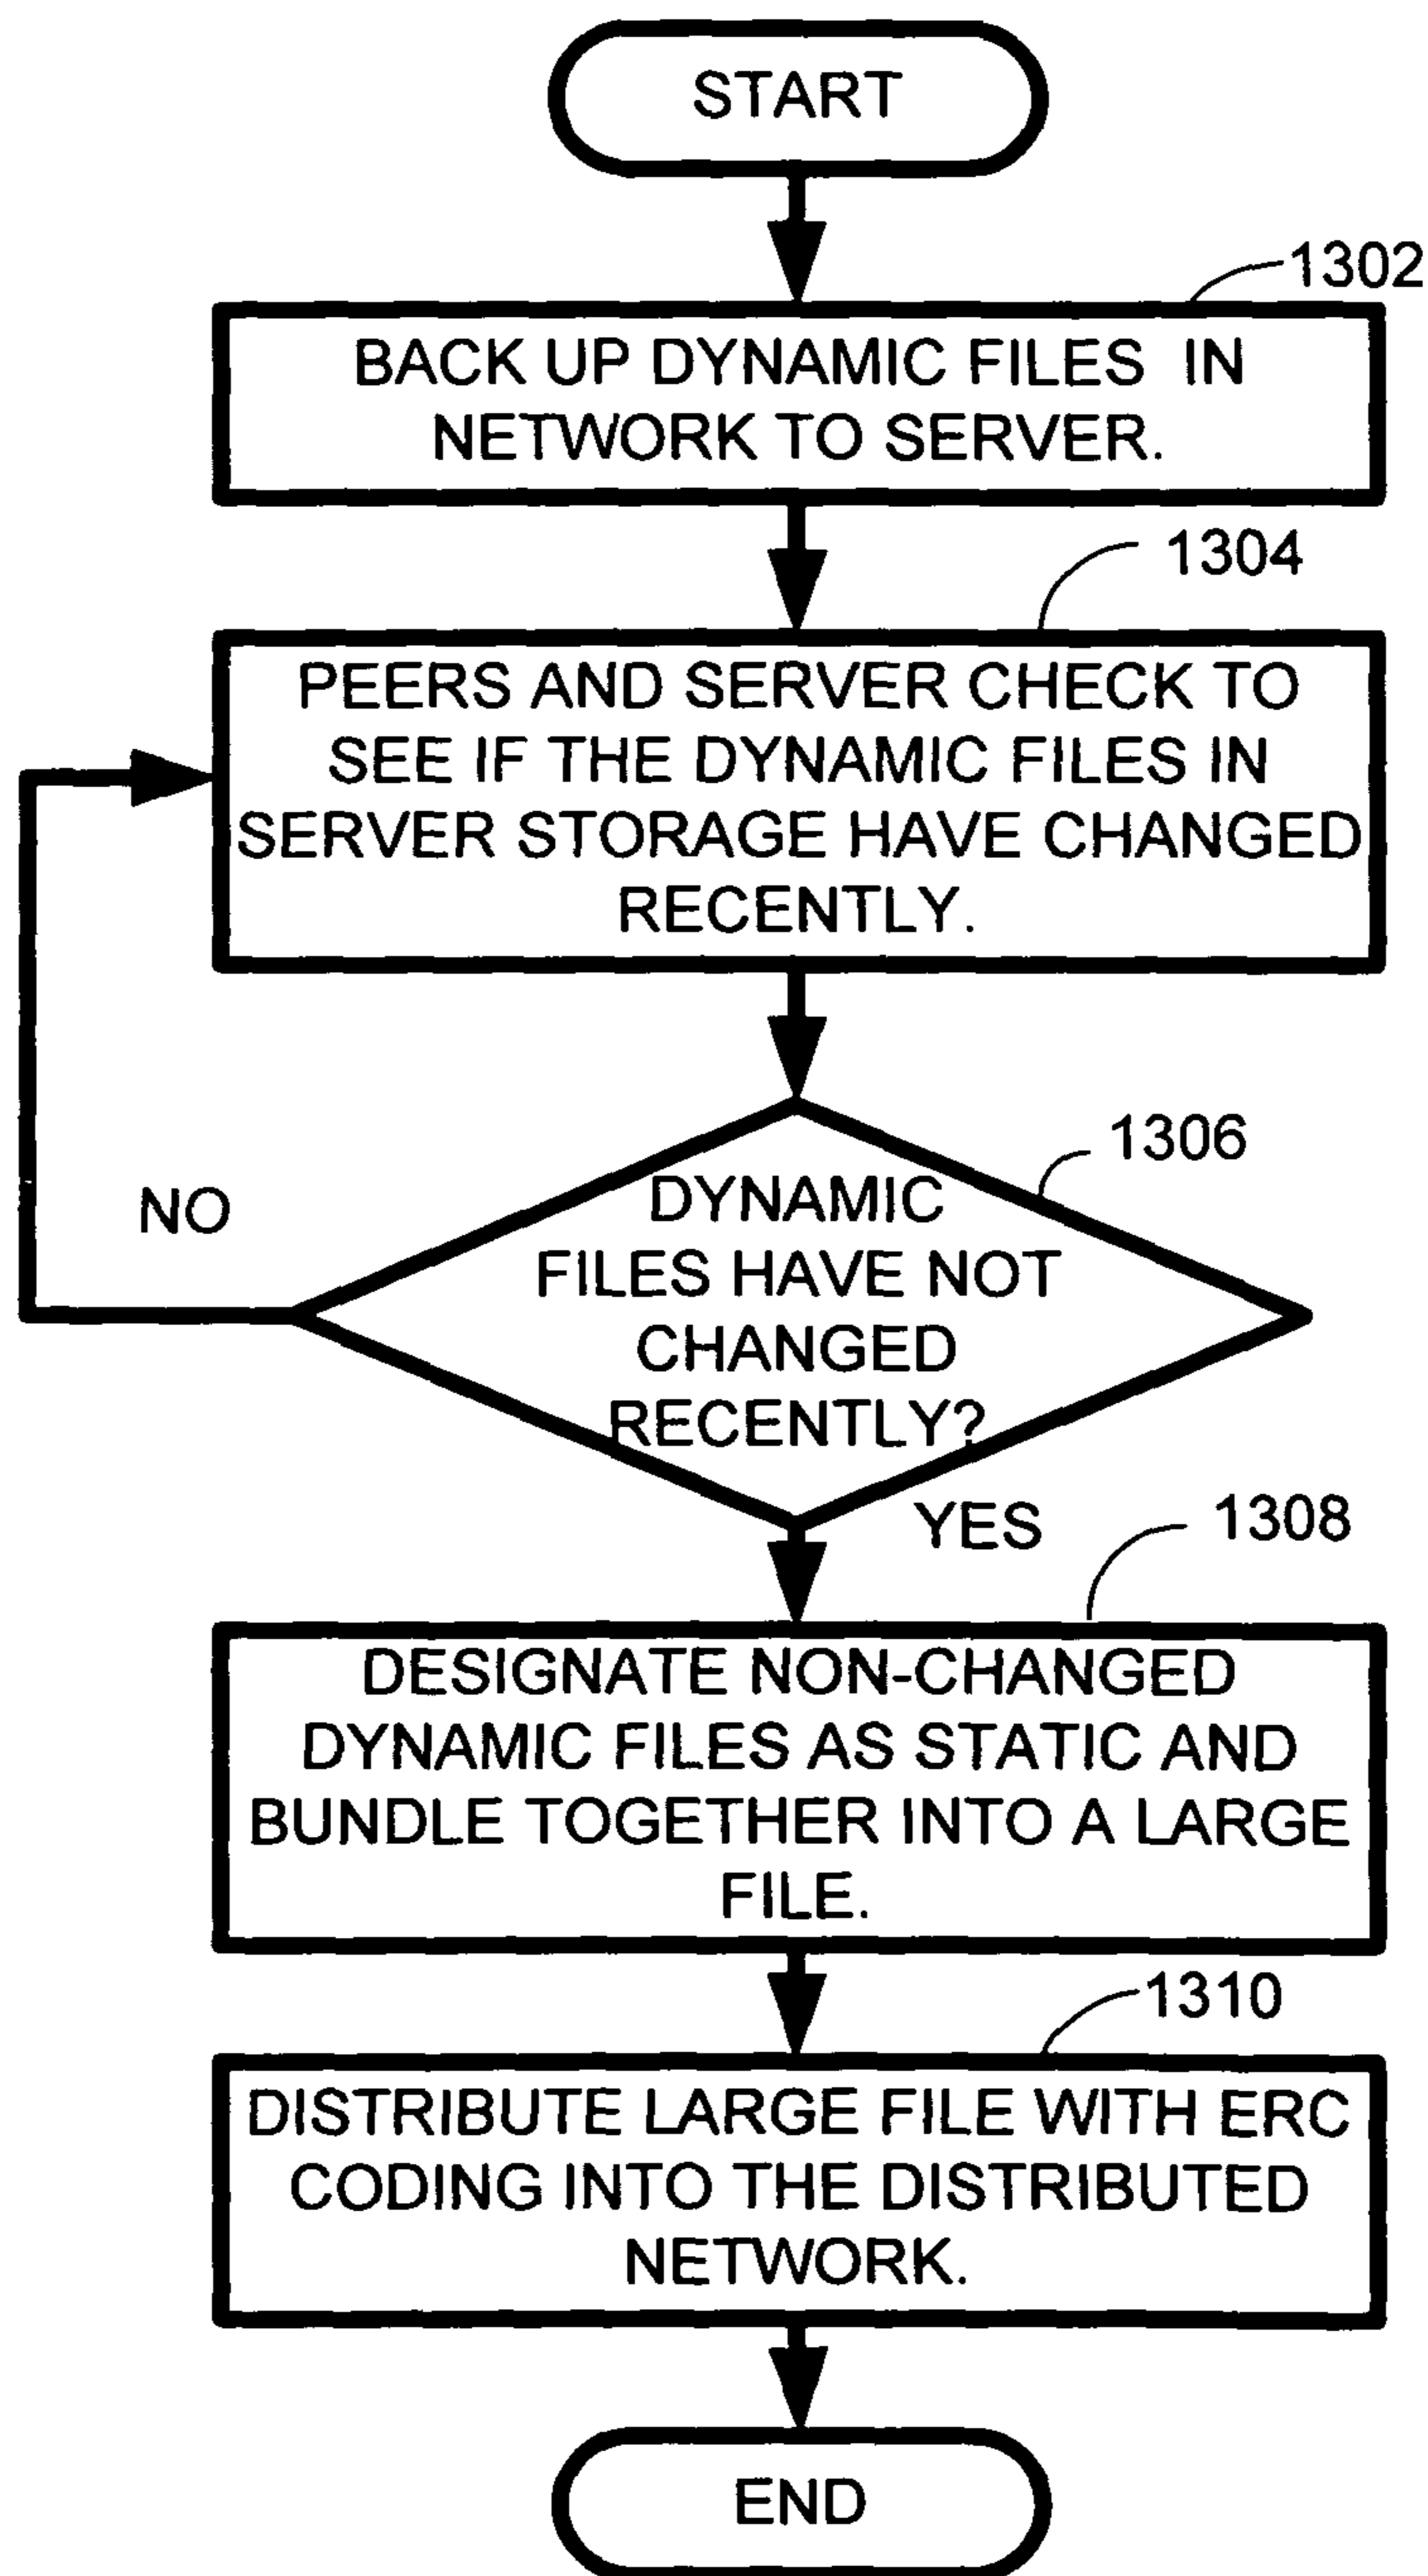 START
1302
BACK UP DYNAMIC FILES IN
NETWORK TO SERVER.
1304
PEERS AND SERVER CHECK TO
SEE IF THE DYNAMIC FILES IN
SERVER STORAGE HAVE CHANGED
RECENTLY.
1306
DYNAMIC
FILES HAVE NOT
CHANGED
RECENTLY?
NO
YES
1308
DESIGNATE NON-CHANGED
DYNAMIC FILES AS STATIC AND
BUNDLE TOGETHER INTO A LARGE
FILE.
1310
DISTRIBUTE LARGE FILE WITH ERC
CODING INTO THE DISTRIBUTED
NETWORK.
END